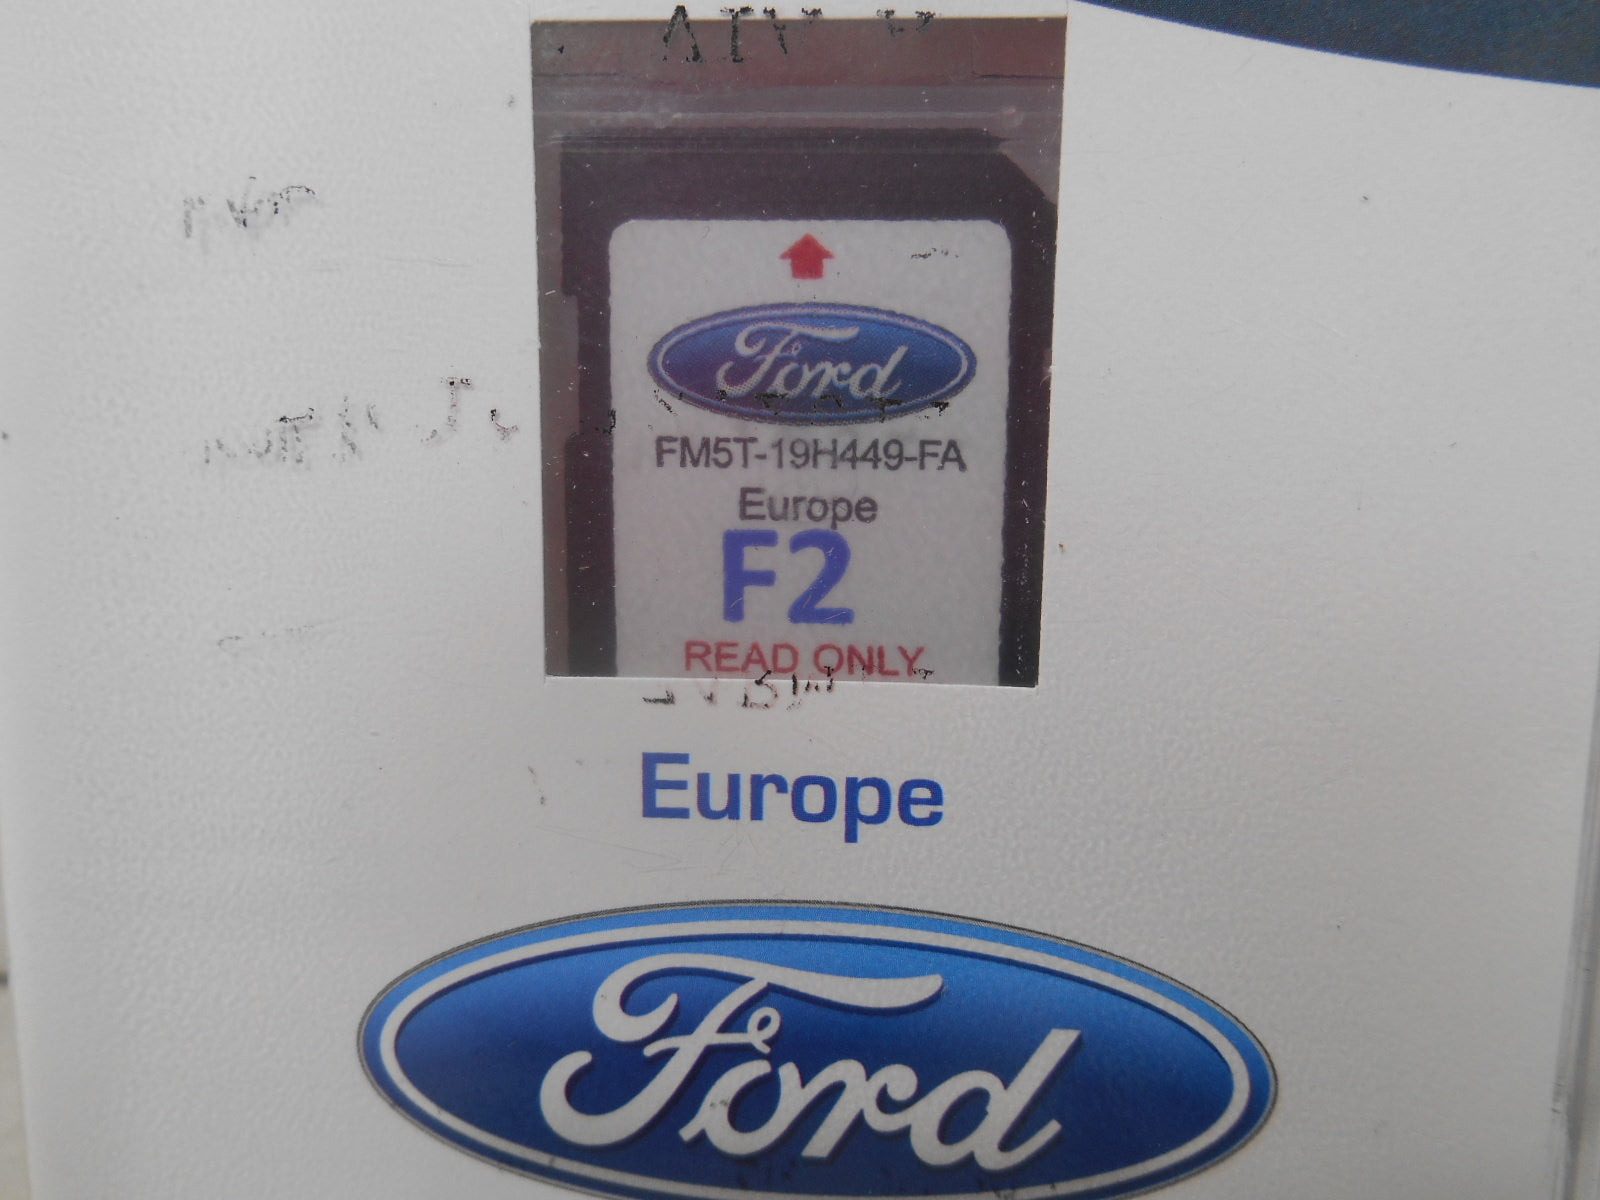 Ford
FM5T-19H449-FA
Europe
F2
READ ONLY
Europe
Ford